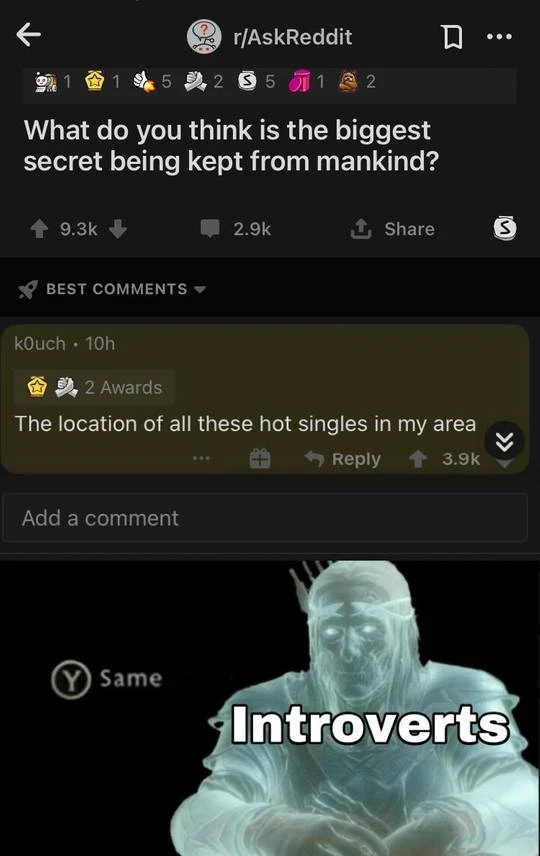 r/AskReddit
1 1 5 2 5 1 2
What do you think is the biggest
secret being kept from mankind?
9.3k 2.9k Share
BEST COMMENTS
k0uch • 10h
2 Awards
The location of all these hot singles in my area
Reply 3.9k
Add a comment
Y Same
Introverts